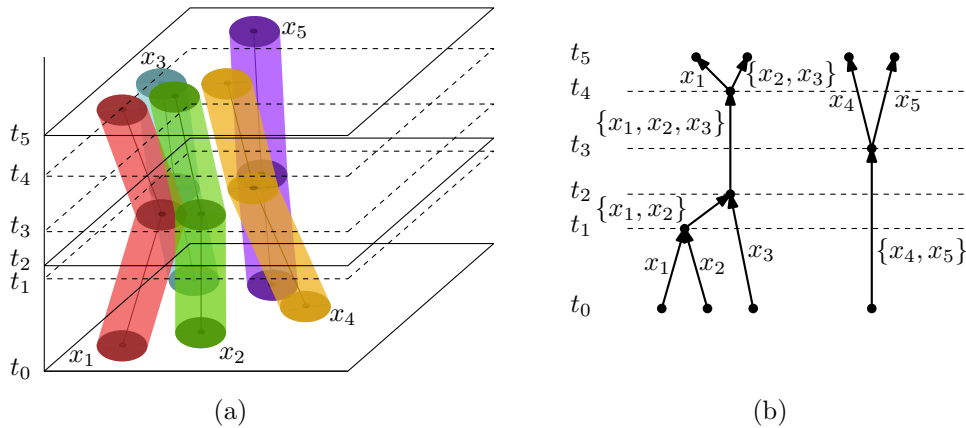 x5
x3
t5
t4
t3
t2
t1
t0
x1
x2
x4
(a)
t5
t4
t3
t2
t1
t0
x1
{x2, x3}
x4
x5
{x1, x2, x3}
{x1, x2}
x1
x2
x3
{x4, x5}
(b)